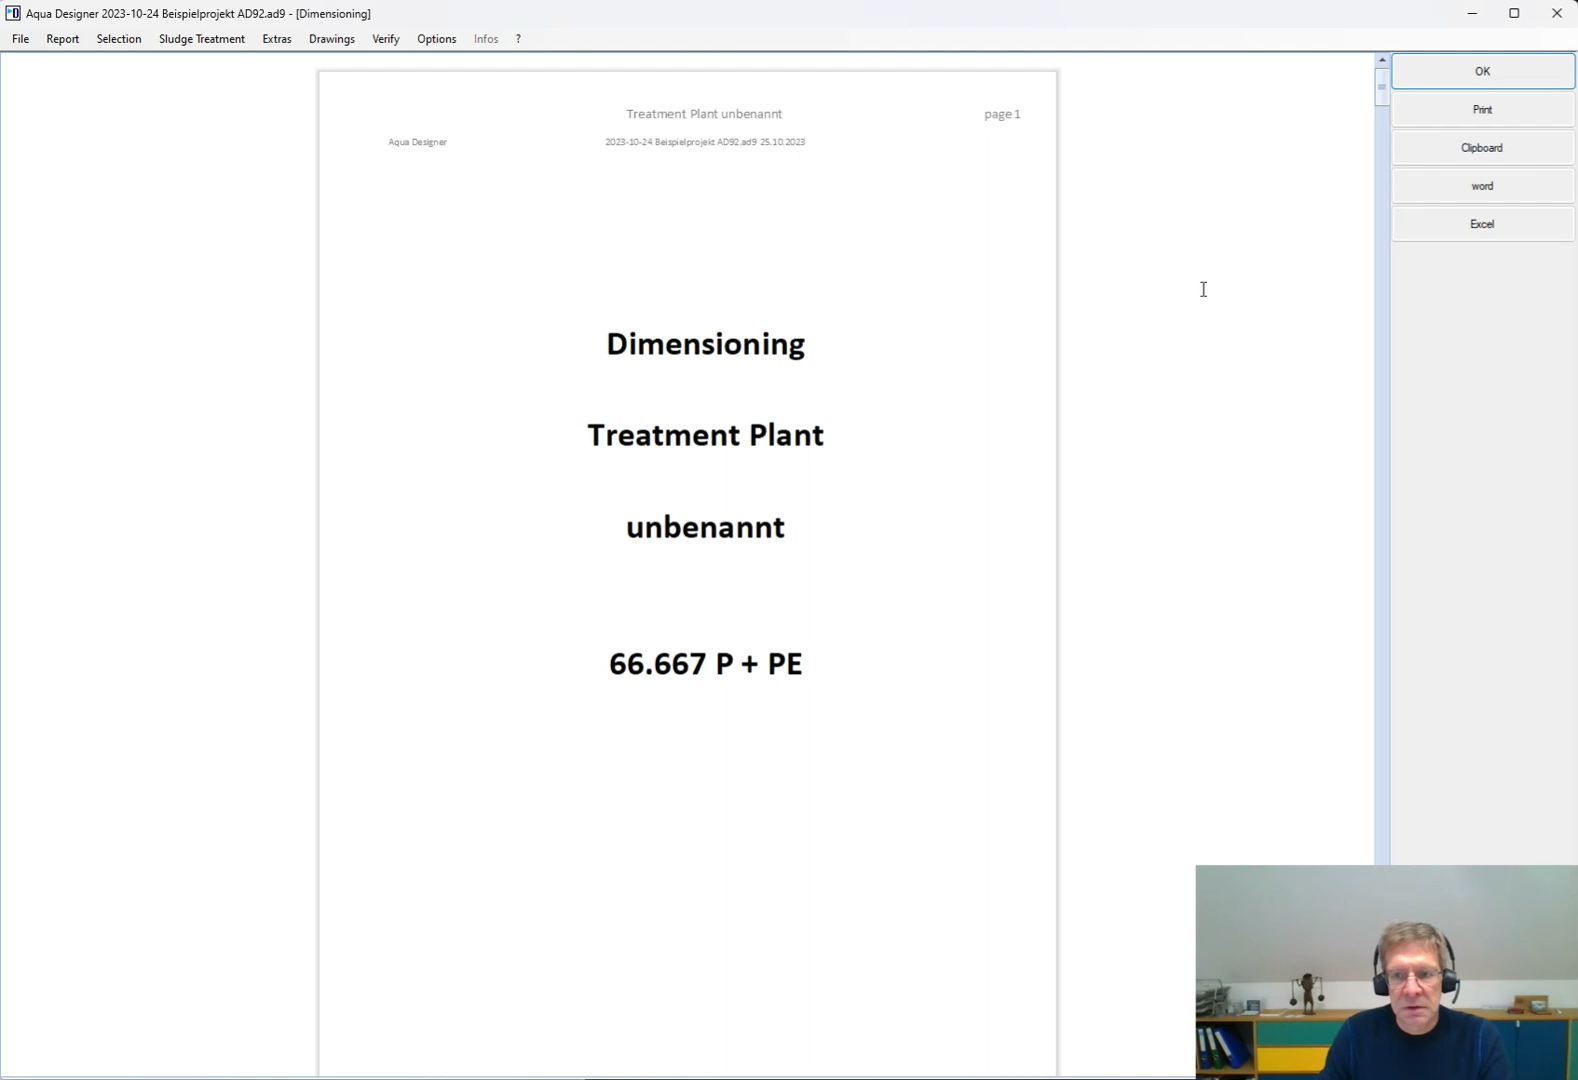 Aqua Designer 2023-10-24 Beispielprojekt AD92.ad9 - [Dimensioning]
File Report Selection Sludge Treatment Extras Drawings Verify Options Infos ?
OK
Print
Clipboard
word
Excel
Treatment Plant unbenannt page 1
Aqua Designer 2023-10-24 Beispielprojekt AD92.ad9 25.10.2023
Dimensioning
Treatment Plant
unbenannt
66.667 P + PE